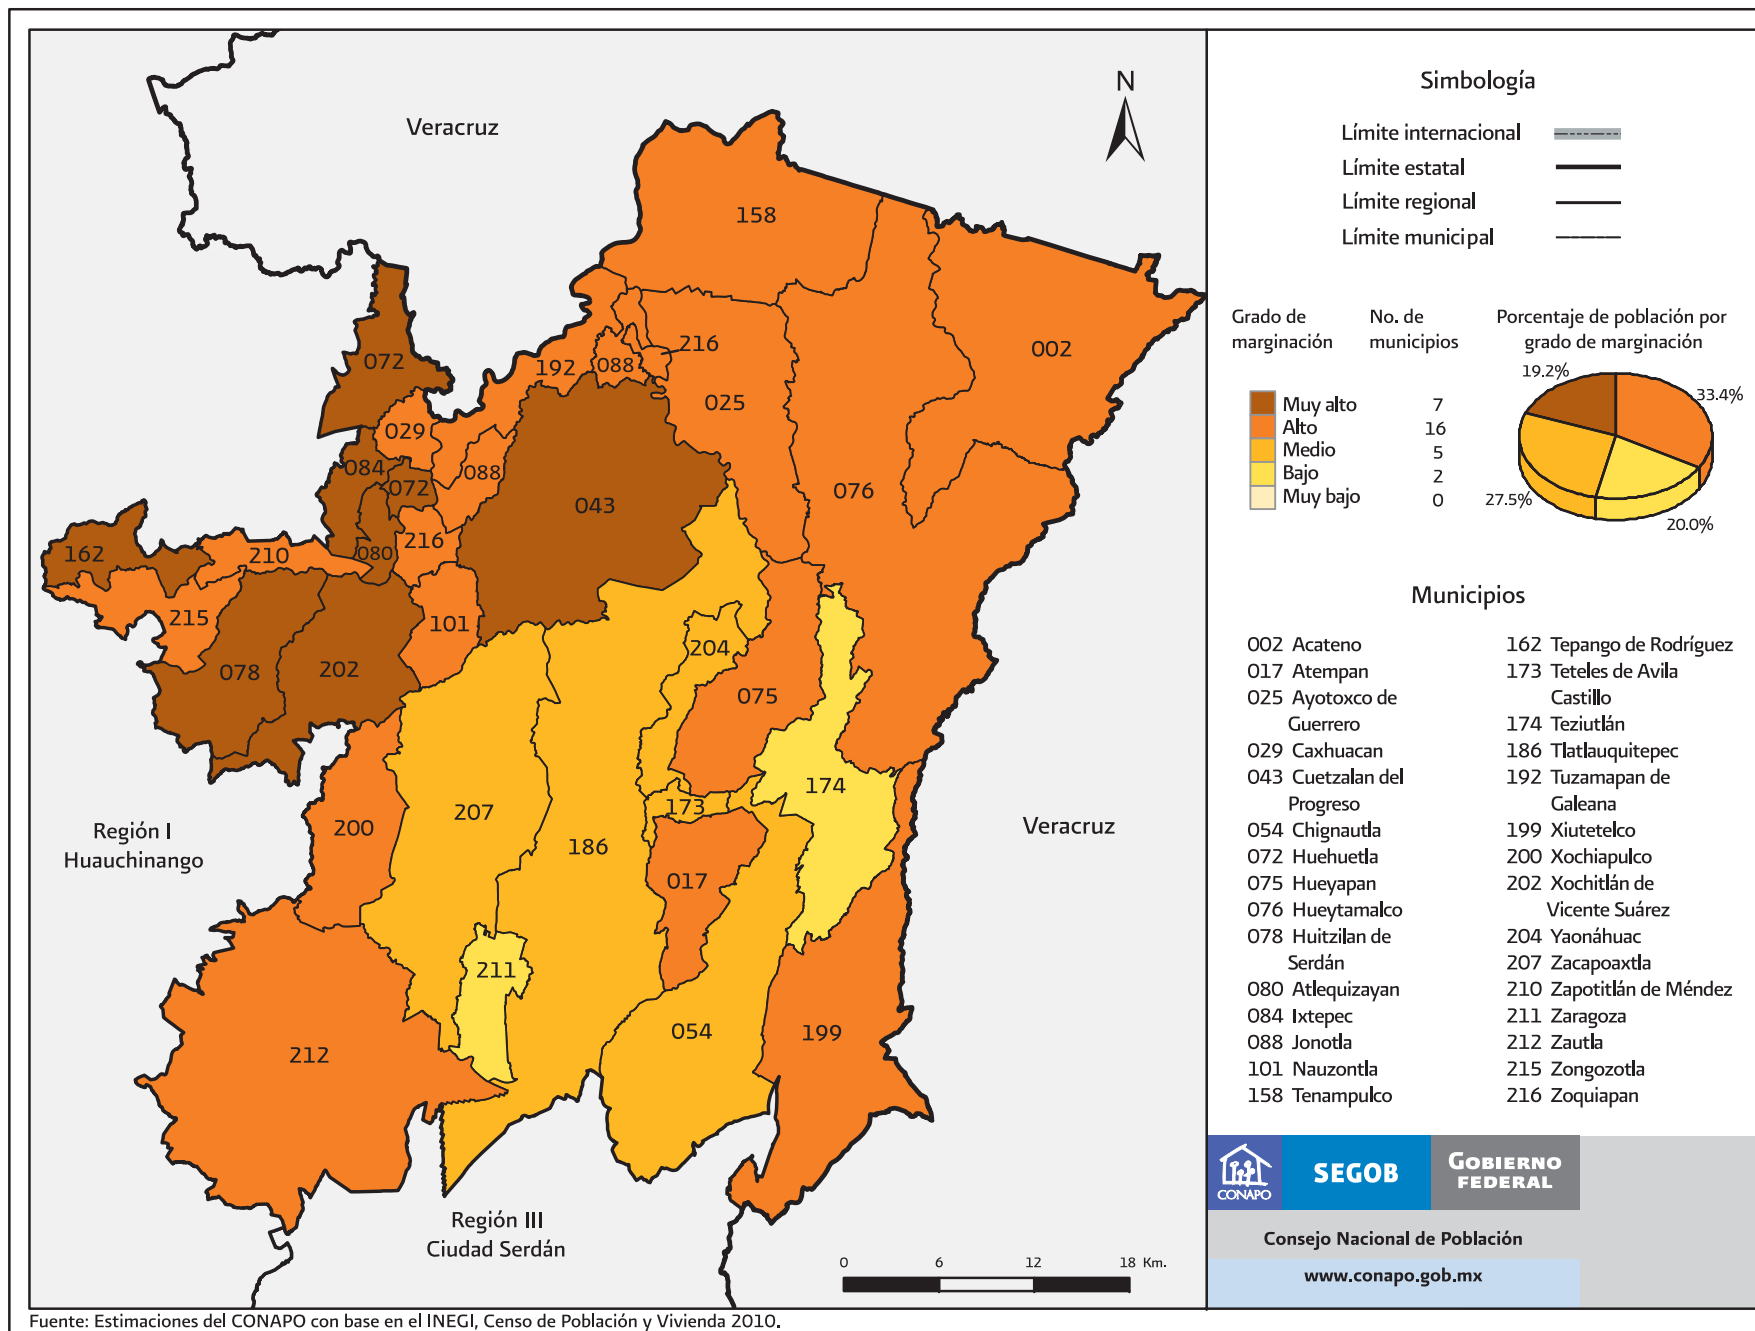 Veracruz
N
158
002
072
192
088
216
025
029
084
072
088
043
076
162
210
080
216
215
101
204
078
202
075
174
173
207
200
186
017
Región I
Huauchinango
Veracruz
211
212
054
199
Región III
Ciudad Serdán
0 6 12 18 Km.
Simbología
Límite internacional
Límite estatal
Límite regional
Límite municipal
Grado de
marginación
No. de
municipios
Porcentaje de población por
grado de marginación
Muy alto 7
Alto 16
Medio 5
Bajo 2
Muy bajo 0
19.2%
33.4%
27.5%
20.0%
Municipios
002 Acateno
017 Atempan
025 Ayotoxco de
Guerrero
029 Caxhuacan
043 Cuetzalan del
Progreso
054 Chignautla
072 Huehuetla
075 Hueyapan
076 Hueytamalco
078 Huitzilan de
Serdán
080 Atlequizayan
084 Ixtepec
088 Jonotla
101 Nauzontla
158 Tenampulco
162 Tepango de Rodríguez
173 Teteles de Avila
Castillo
174 Teziutlán
186 Tlatlauquitepec
192 Tuzamapan de
Galeana
199 Xiutetelco
200 Xochiapulco
202 Xochitlán de
Vicente Suárez
204 Yaonáhuac
207 Zacapoaxtla
210 Zapotitlán de Méndez
211 Zaragoza
212 Zautla
215 Zongozotla
216 Zoquiapan
CONAPO
SEGOB
GOBIERNO
FEDERAL
Consejo Nacional de Población
www.conapo.gob.mx
Fuente: Estimaciones del CONAPO con base en el INEGI, Censo de Población y Vivienda 2010.